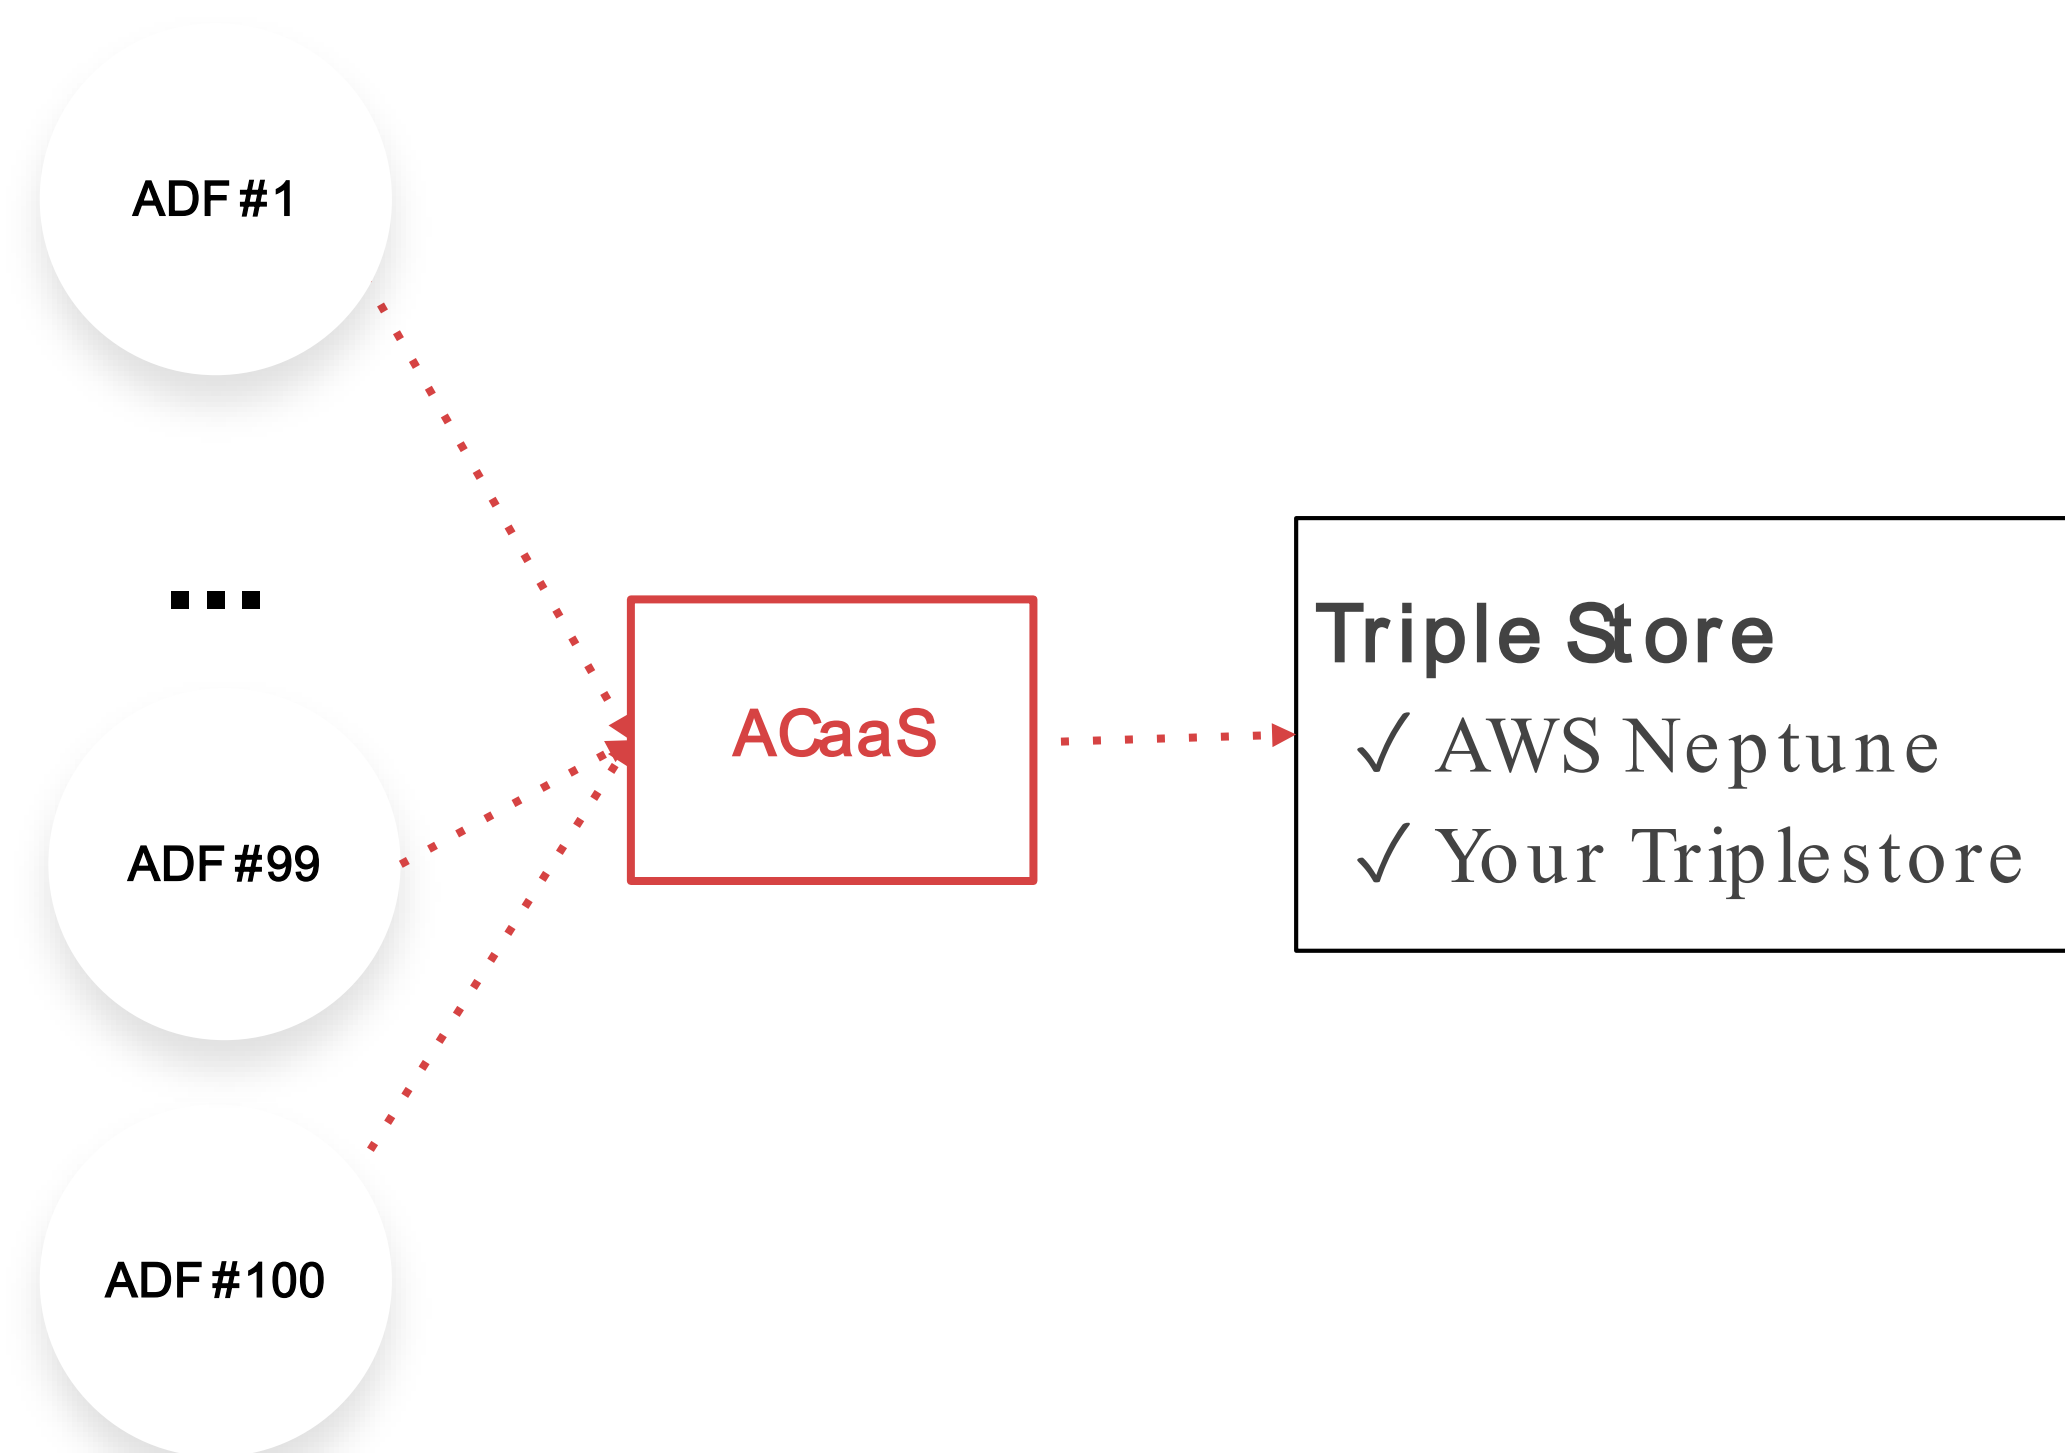 ADF #1
...
ADF #99
ADF #100
ACaaS
Triple Store
✓ AWS Neptune
✓ Your Triplestore